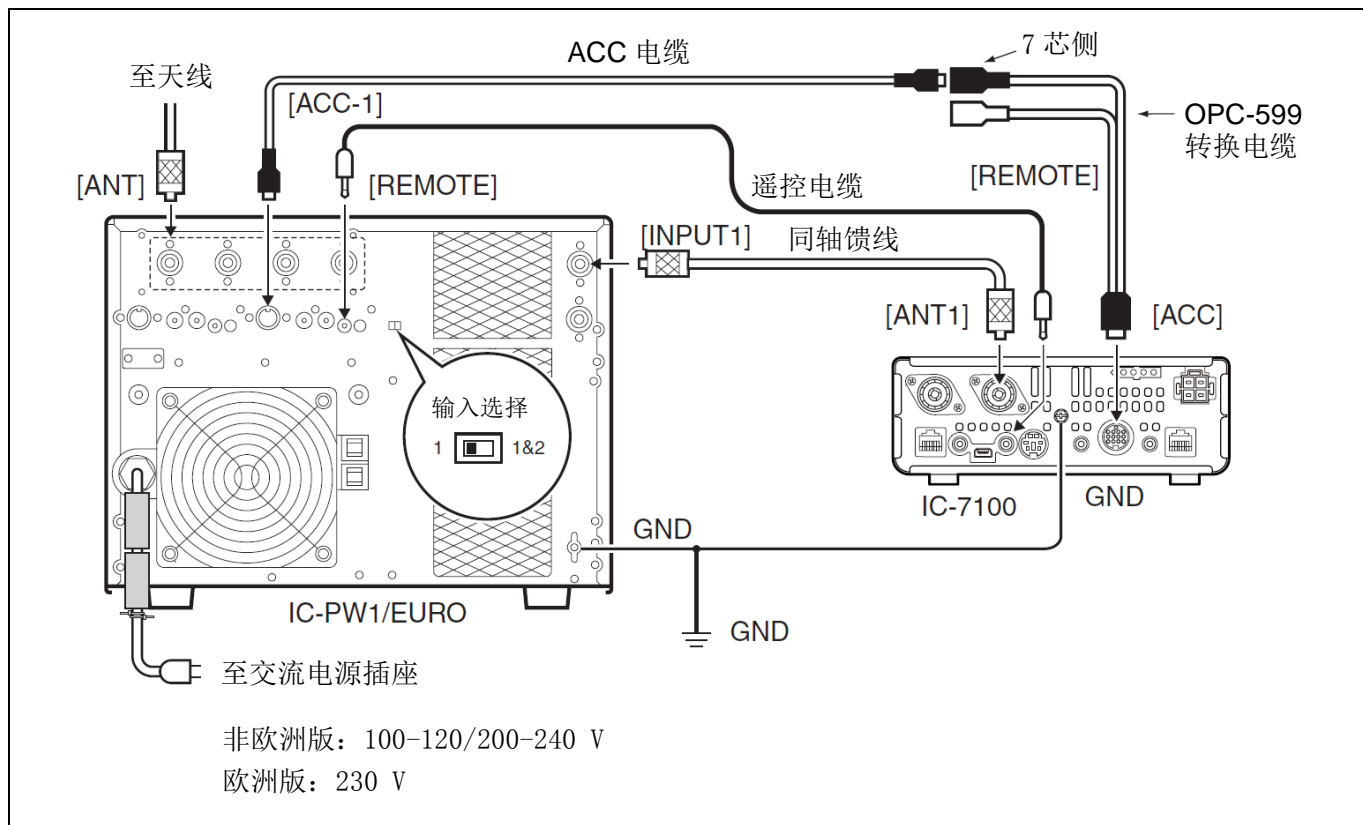 ACC 电缆
7 芯侧
至天线
[ACC-1]
OPC-599
转换电缆
[ANT]
[REMOTE]
遥控电缆
[REMOTE]
[INPUT1]
同轴馈线
[ANT1]
[ACC]
输入选择
1 1&2
IC-7100
GND
GND
IC-PW1/EURO
GND
至交流电源插座
非欧洲版：100-120/200-240 V
欧洲版：230 V